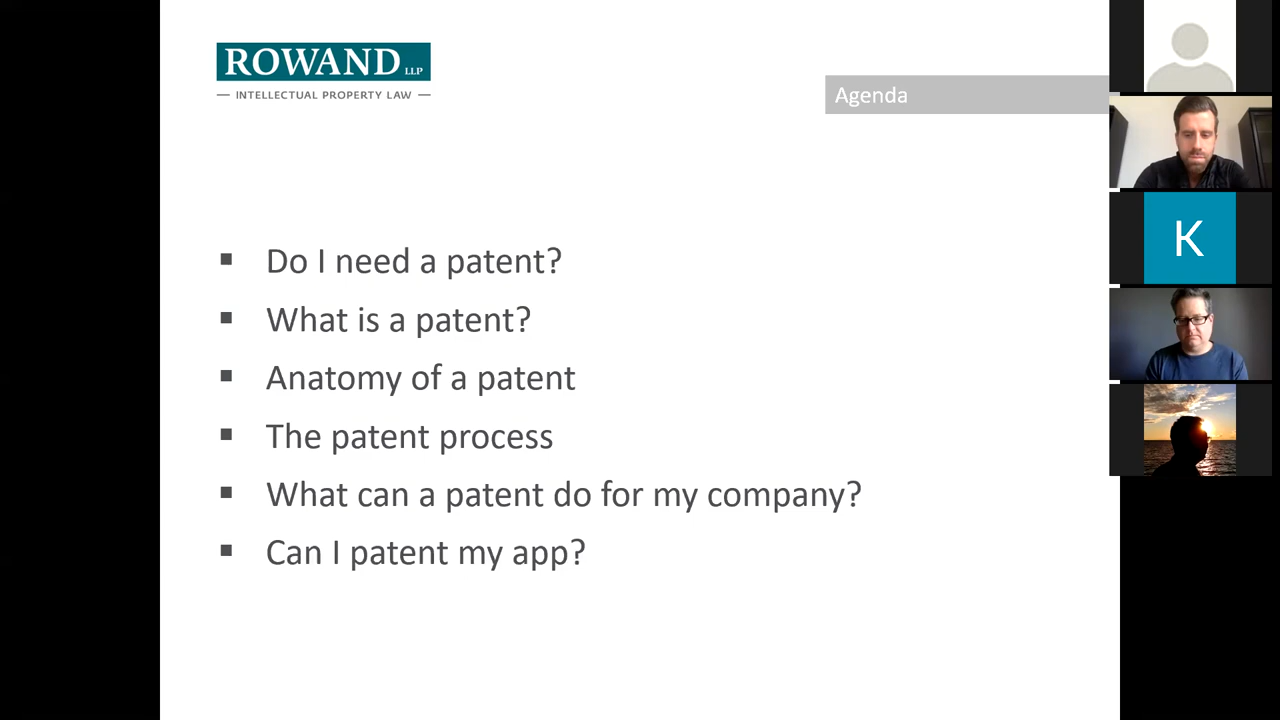 ROWAND LLP
— INTELLECTUAL PROPERTY LAW —
Agenda
▪ Do I need a patent?
▪ What is a patent?
▪ Anatomy of a patent
▪ The patent process
▪ What can a patent do for my company?
▪ Can I patent my app?
K